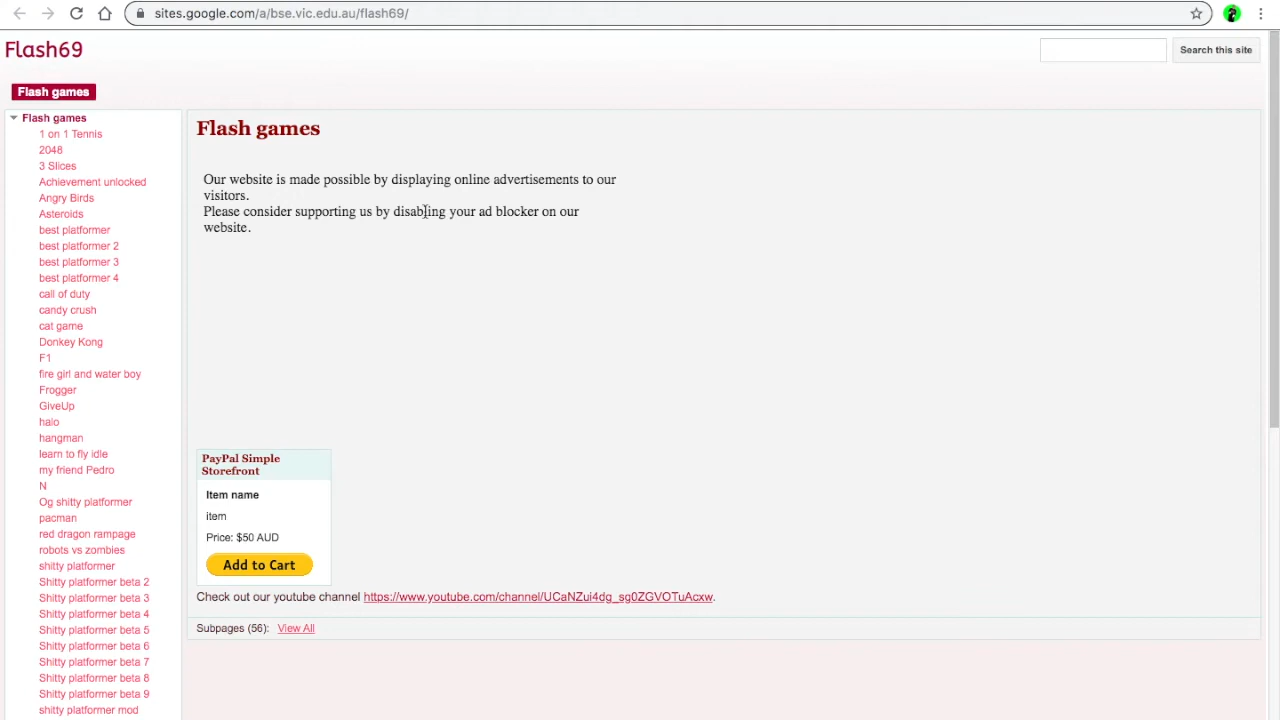 sites.google.com/a/bse.vic.edu.au/flash69/
Flash69
Search this site
Flash games
Flash games
1 on 1 Tennis
2048
3 Slices
Achievement unlocked
Angry Birds
Asteroids
best platformer
best platformer 2
best platformer 3
best platformer 4
call of duty
candy crush
cat game
Donkey Kong
F1
fire girl and water boy
Frogger
GiveUp
halo
hangman
learn to fly idle
my friend Pedro
N
Og shitty platformer
pacman
red dragon rampage
robots vs zombies
shitty platformer
Shitty platformer beta 2
Shitty platformer beta 3
Shitty platformer beta 4
Shitty platformer beta 5
Shitty platformer beta 6
Shitty platformer beta 7
Shitty platformer beta 8
Shitty platformer beta 9
shitty platformer mod
Flash games
Our website is made possible by displaying online advertisements to our
visitors.
Please consider supporting us by disabling your ad blocker on our
website.
PayPal Simple
Storefront
Item name
item
Price: $50 AUD
Add to Cart
Check out our youtube channel https://www.youtube.com/channel/UCaNZui4dg_sg0ZGVOTuAcxw.
Subpages (56): View All